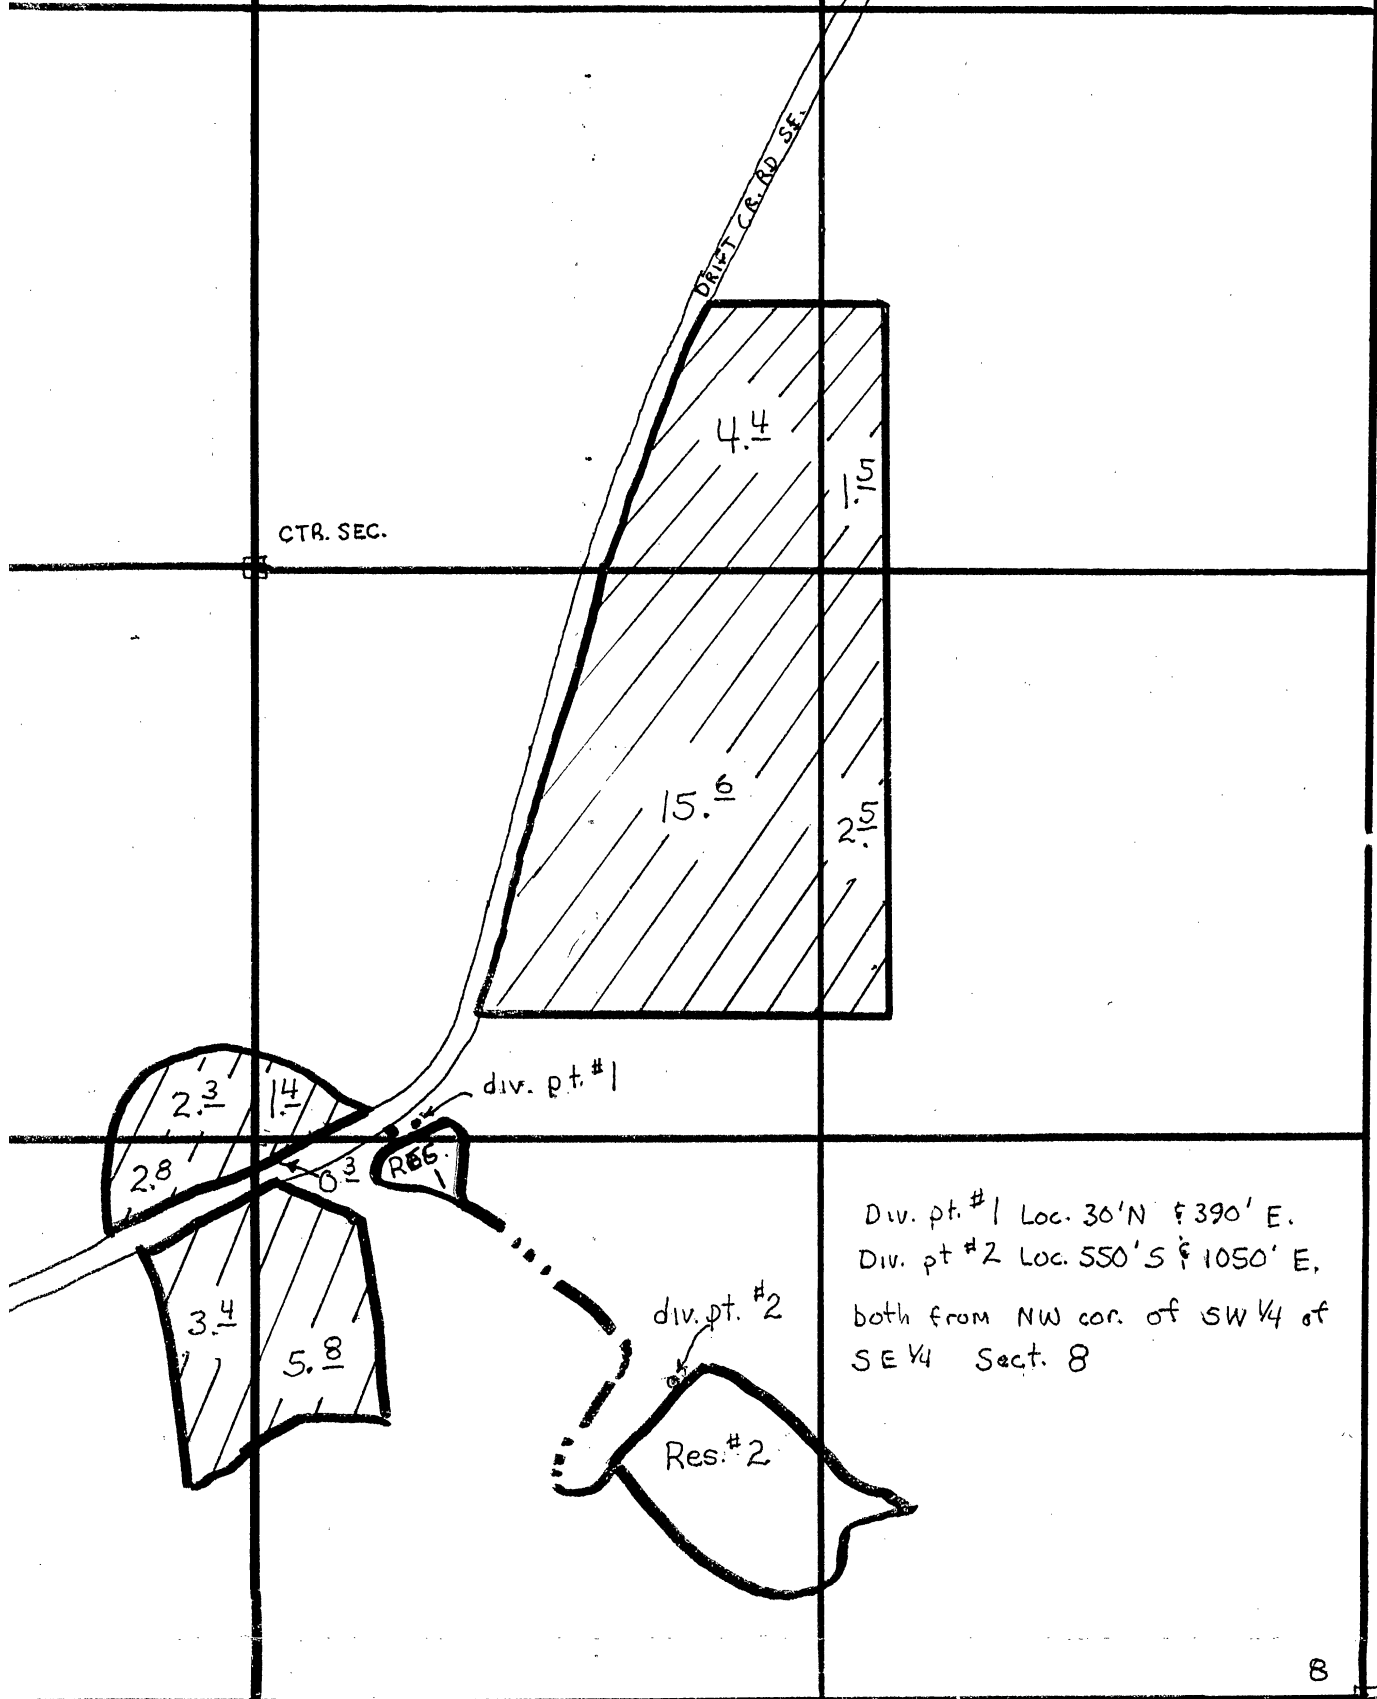 DRIFT CR. RD SE.
4.4
1.5
CTR. SEC.
15.6
2.5
div. pt. #1
2.3
1.4
2.8
0.3
RES.
1
Div. pt. #1 Loc. 30'N & 390' E.
Div. pt #2 Loc. 550'S & 1050' E.
both from NW cor. of SW 1/4 of
SE 1/4 Sect. 8
3.4
5.8
div. pt. #2
Res. #2
8